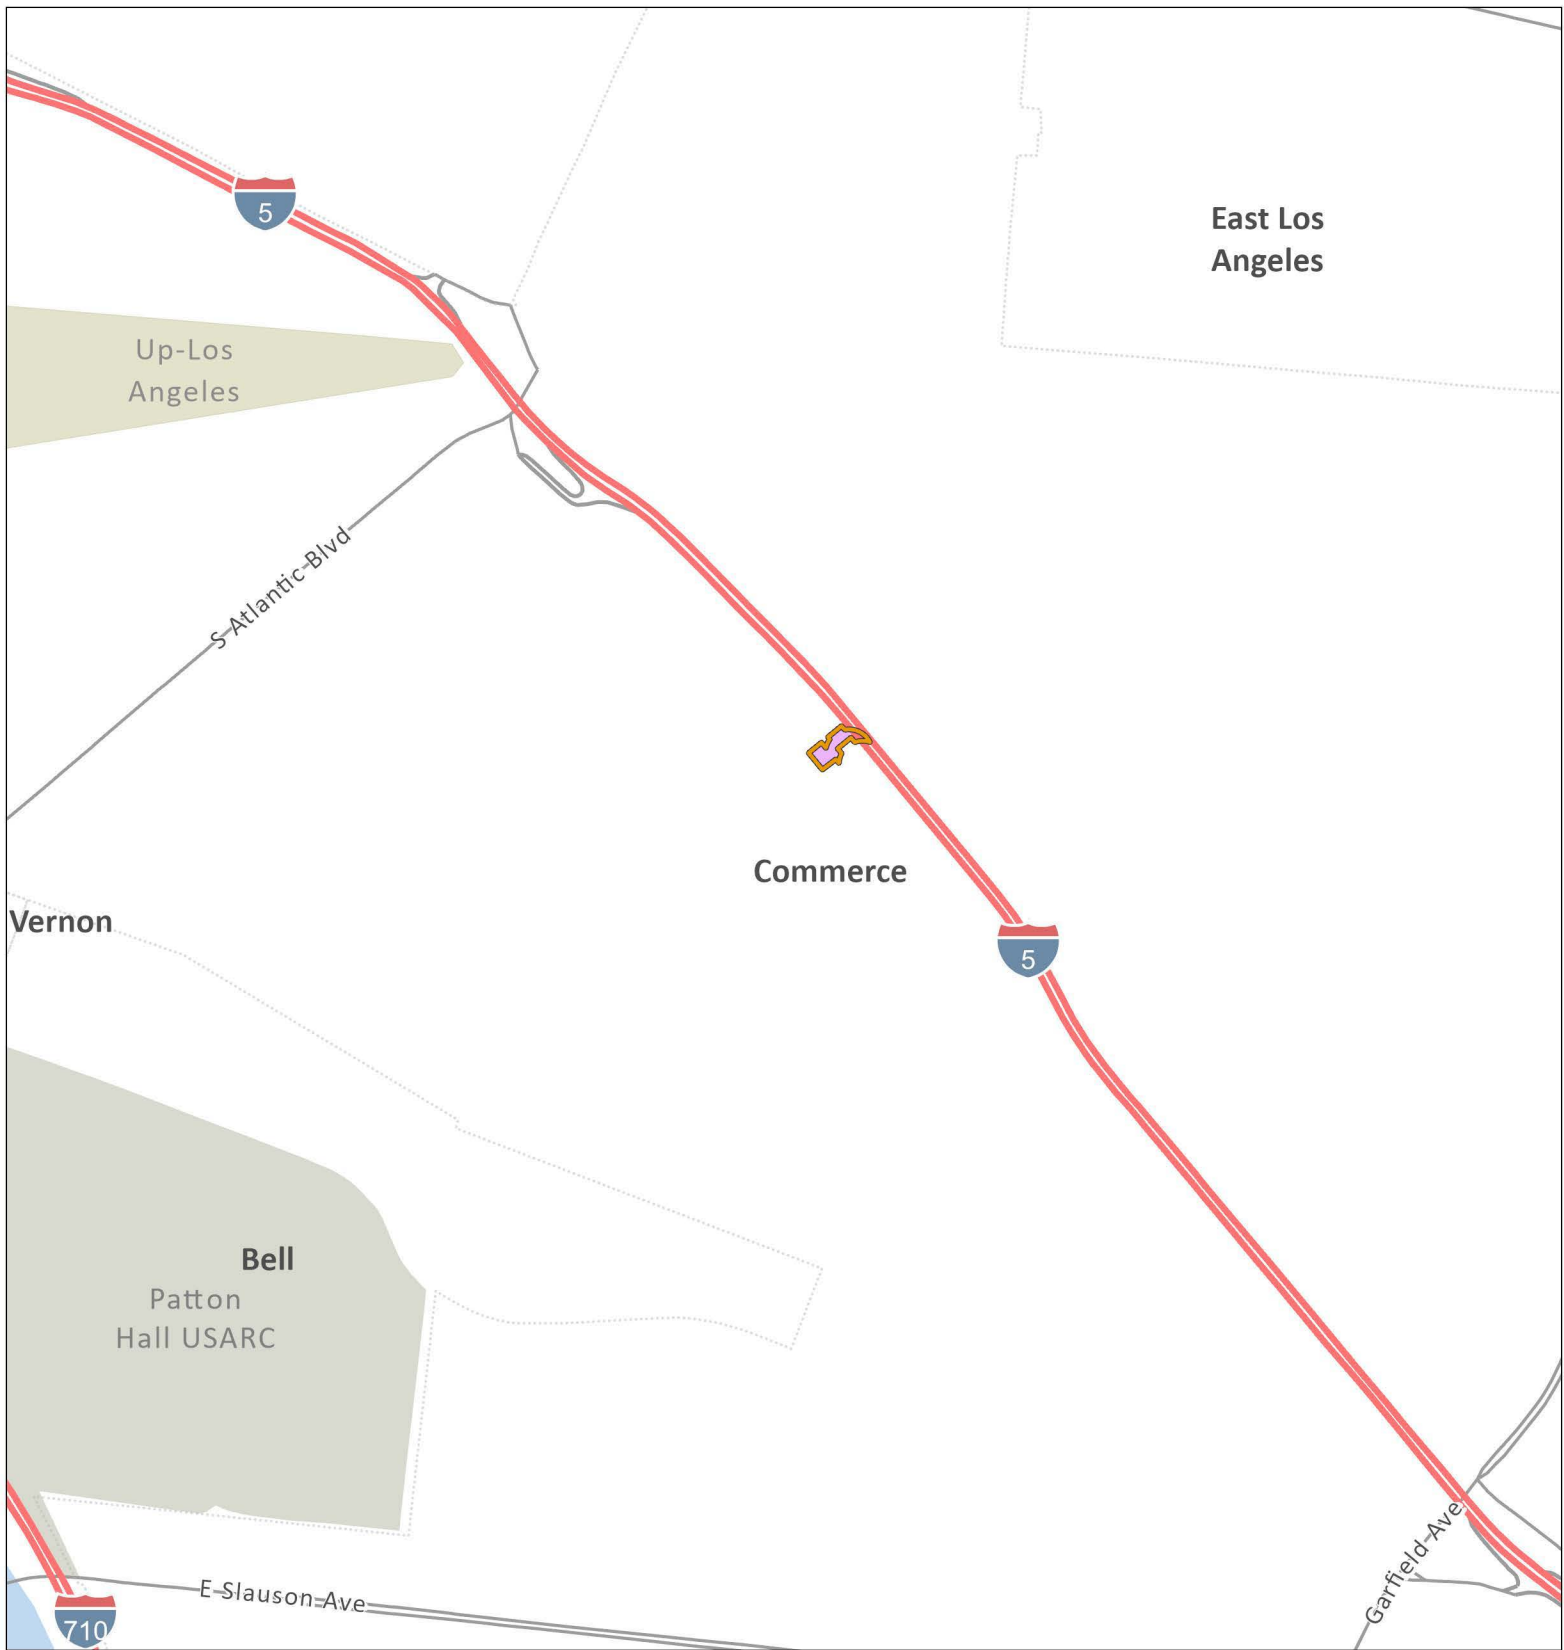 5
East Los
Angeles
Up-Los
Angeles
S Atlantic Blvd
Commerce
Vernon
5
Bell
Patton
Hall USARC
Garfield Ave
E Slauson Ave
710